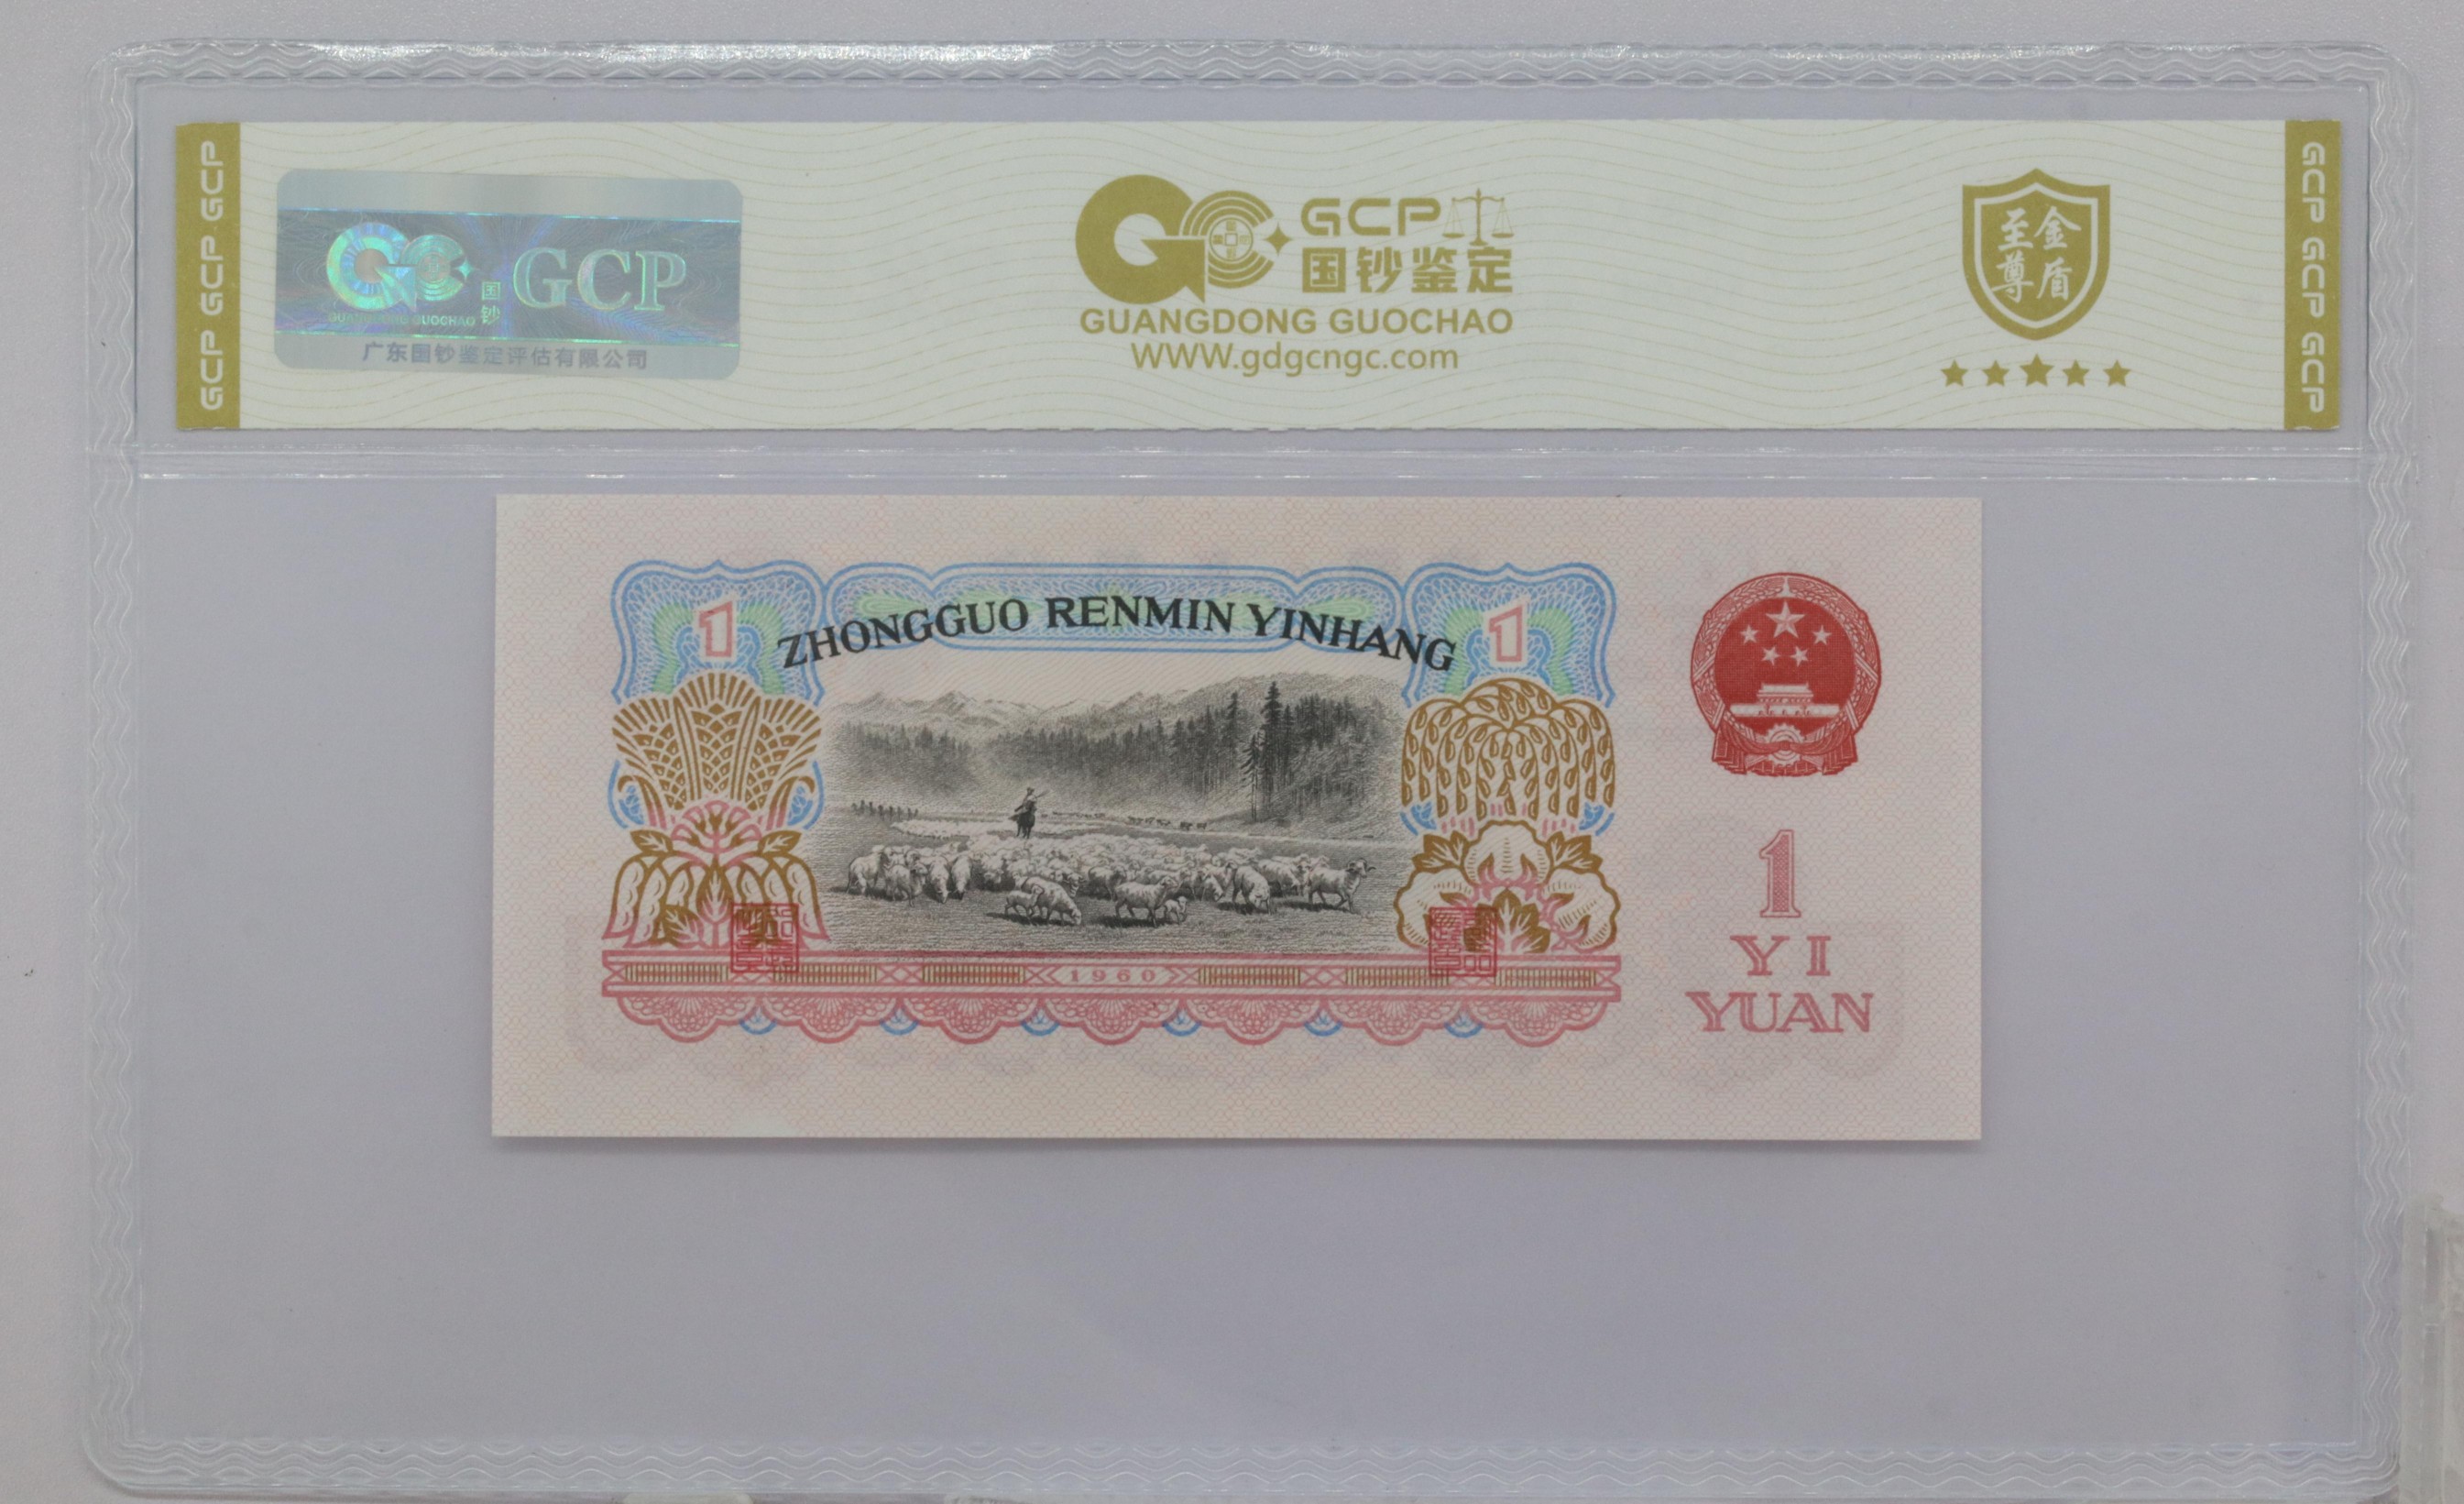 GCP GCP GCP
GCP
国钞
GUANGDONG GUOCHAO
广东国钞鉴定评估有限公司
GCP
国钞鉴定
GUANGDONG GUOCHAO
WWW.gdgcngc.com
至尊金盾
GCP GCP GCP
1
ZHONGGUO RENMIN YINHANG
1
1960
1
YI
YUAN